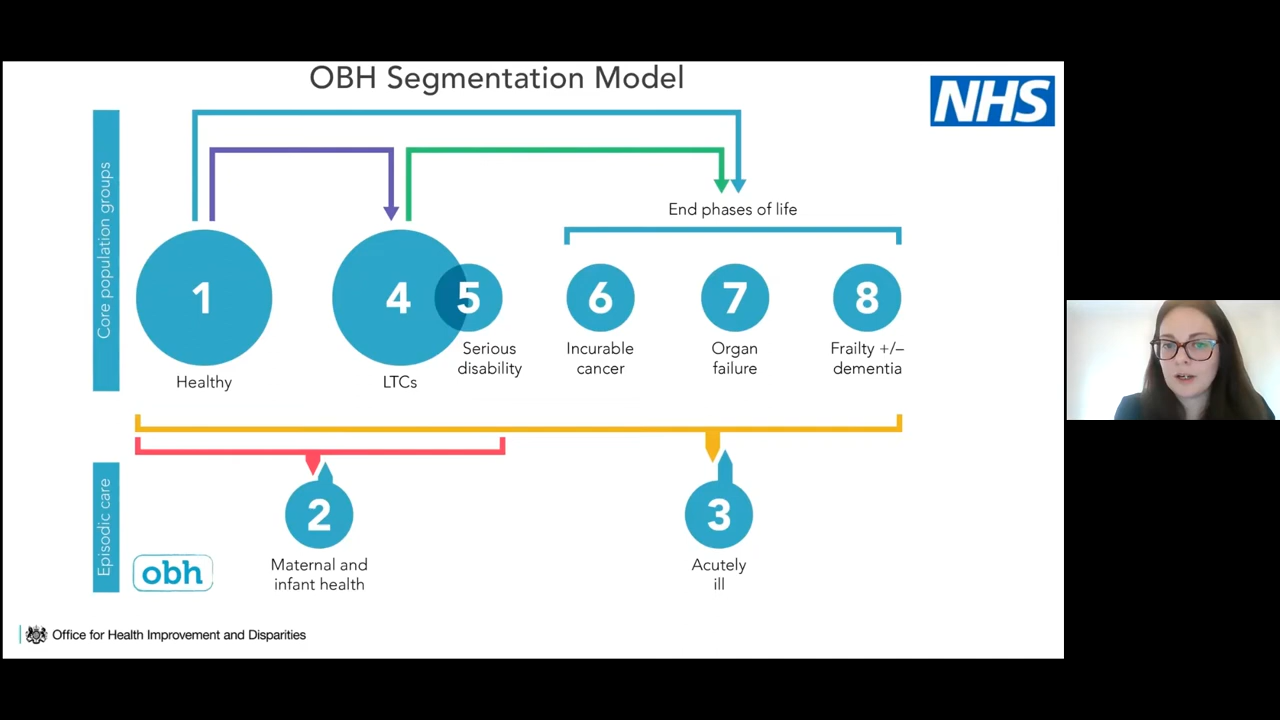 OBH Segmentation Model
NHS
Core population groups
End phases of life
1
4
5
6
7
8
Healthy
LTCs
Serious
disability
Incurable
cancer
Organ
failure
Frailty +/–
dementia
Episodic care
2
3
Maternal and
infant health
Acutely
ill
obh
Office for Health Improvement and Disparities